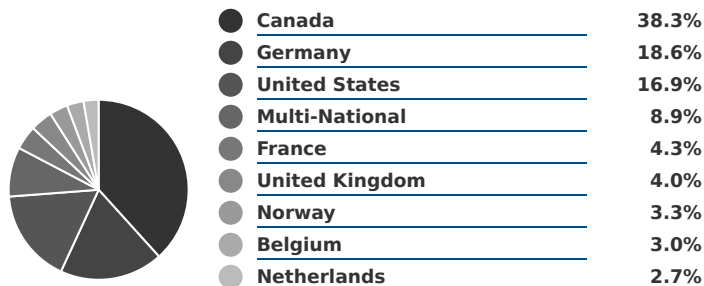 Canada 38.3%
Germany 18.6%
United States 16.9%
Multi-National 8.9%
France 4.3%
United Kingdom 4.0%
Norway 3.3%
Belgium 3.0%
Netherlands 2.7%